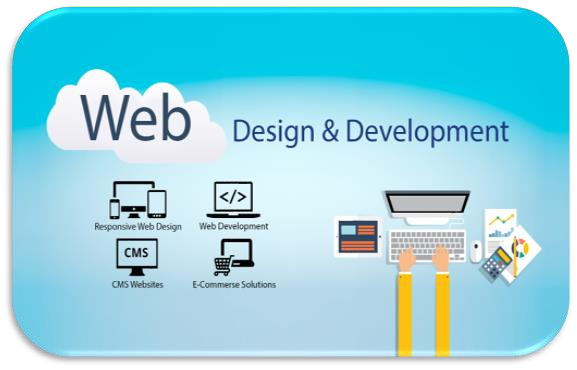 Web Design & Development
Responsive Web Design
Web Development
</>
CMS
CMS Websites
E-Commerse Solutions